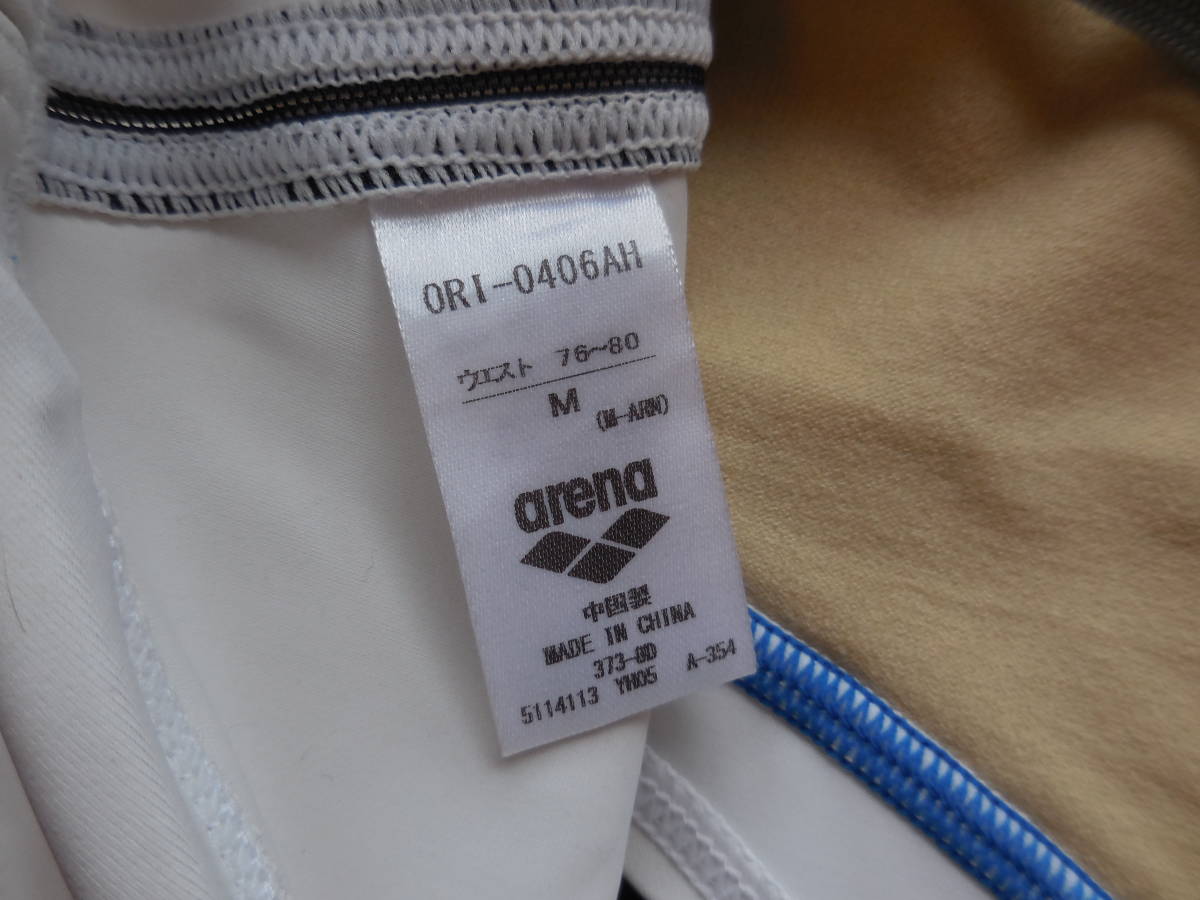 ORI-0406AH
ウエスト 76~80
M
(M-ARN)
arena
中国製
MADE IN CHINA
373-8D
5114113 YH05 A-354